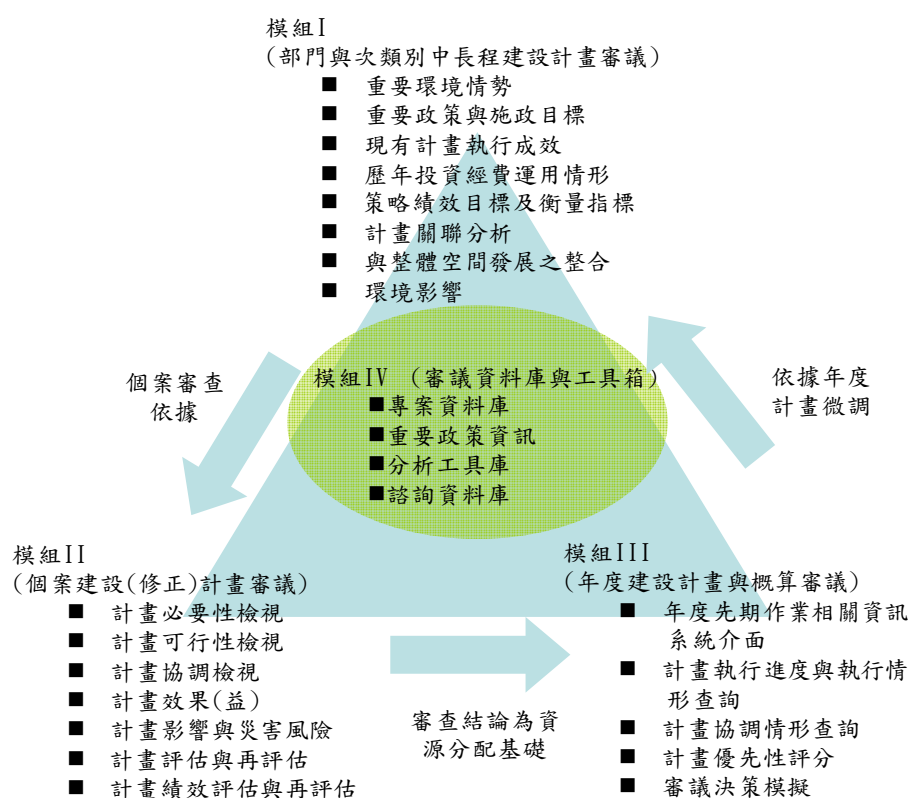 模組I
(部門與次類別中長程建設計畫審議)
■ 重要環境情勢
■ 重要政策與施政目標
■ 現有計畫執行成效
■ 歷年投資經費運用情形
■ 策略績效目標及衡量指標
■ 計畫關聯分析
■ 與整體空間發展之整合
■ 環境影響
個案審查
依據
模組IV (審議資料庫與工具箱)
■專案資料庫
■重要政策資訊
■分析工具庫
■諮詢資料庫
依據年度
計畫微調
模組II
(個案建設(修正)計畫審議)
■ 計畫必要性檢視
■ 計畫可行性檢視
■ 計畫協調檢視
■ 計畫效果(益)
■ 計畫影響與災害風險
■ 計畫評估與再評估
■ 計畫績效評估與再評估
審查結論為資
源分配基礎
模組III
(年度建設計畫與概算審議)
■ 年度先期作業相關資訊
系統介面
■ 計畫執行進度與執行情
形查詢
■ 計畫協調情形查詢
■ 計畫優先性評分
■ 審議決策模擬